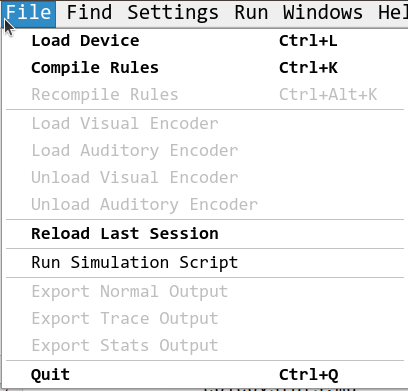 File Find Settings Run Windows Hel
Load Device Ctrl+L
Compile Rules Ctrl+K
Recompile Rules Ctrl+Alt+K
Load Visual Encoder
Load Auditory Encoder
Unload Visual Encoder
Unload Auditory Encoder
Reload Last Session
Run Simulation Script
Export Normal Output
Export Trace Output
Export Stats Output
Quit Ctrl+Q